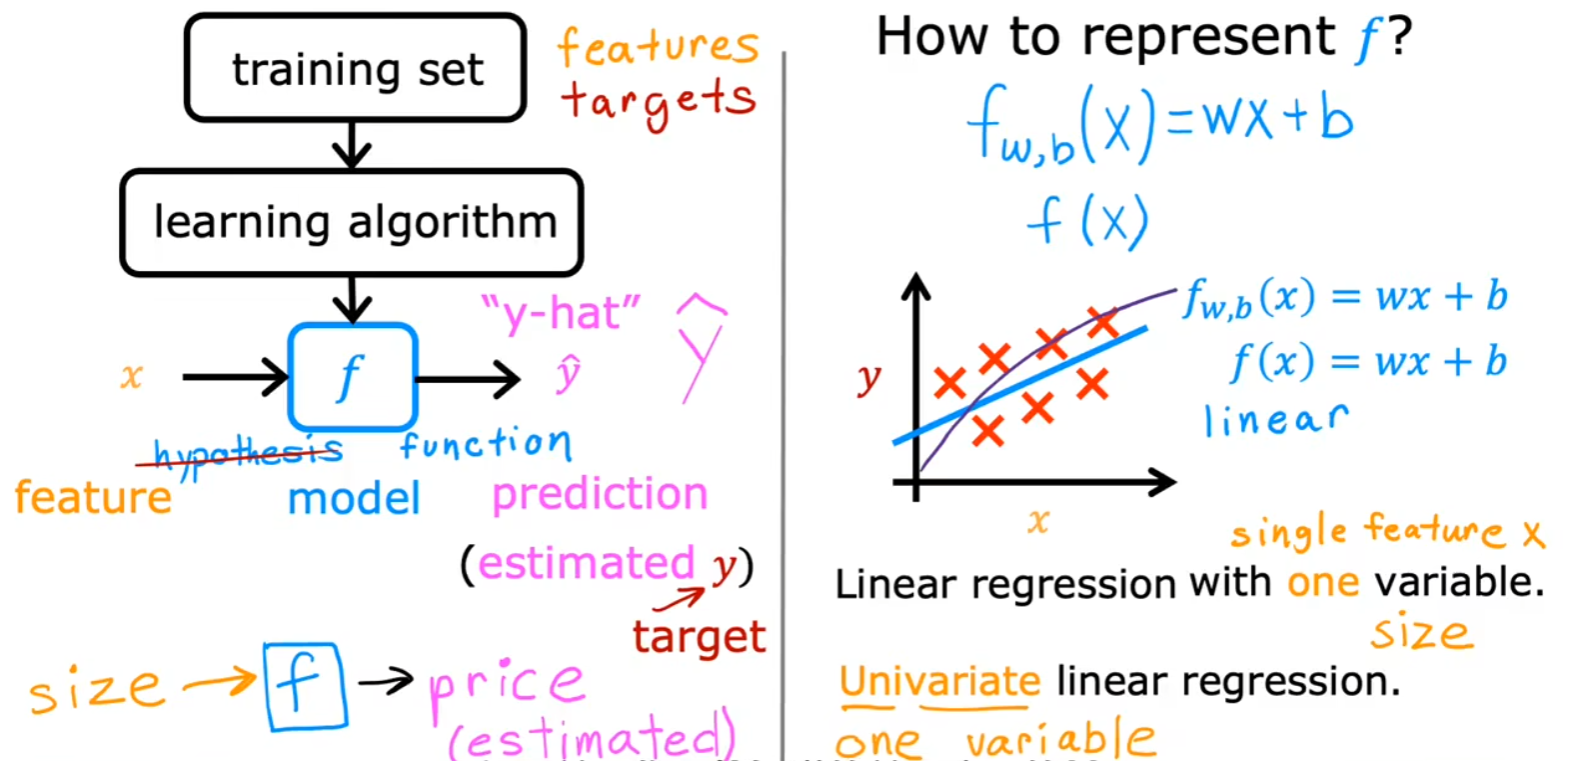 training set
features
targets
learning algorithm
"y-hat"
x
f
ŷ
ŷ
hypothesis
function
feature
model
prediction
(estimated y)
target
size → f → price
(estimated)
How to represent f?
f_{w,b}(x)=wx+b
f(x)
f_{w,b}(x) = wx + b
f(x) = wx + b
linear
y
x
single feature x
Linear regression with one variable.
size
Univariate linear regression.
one variable